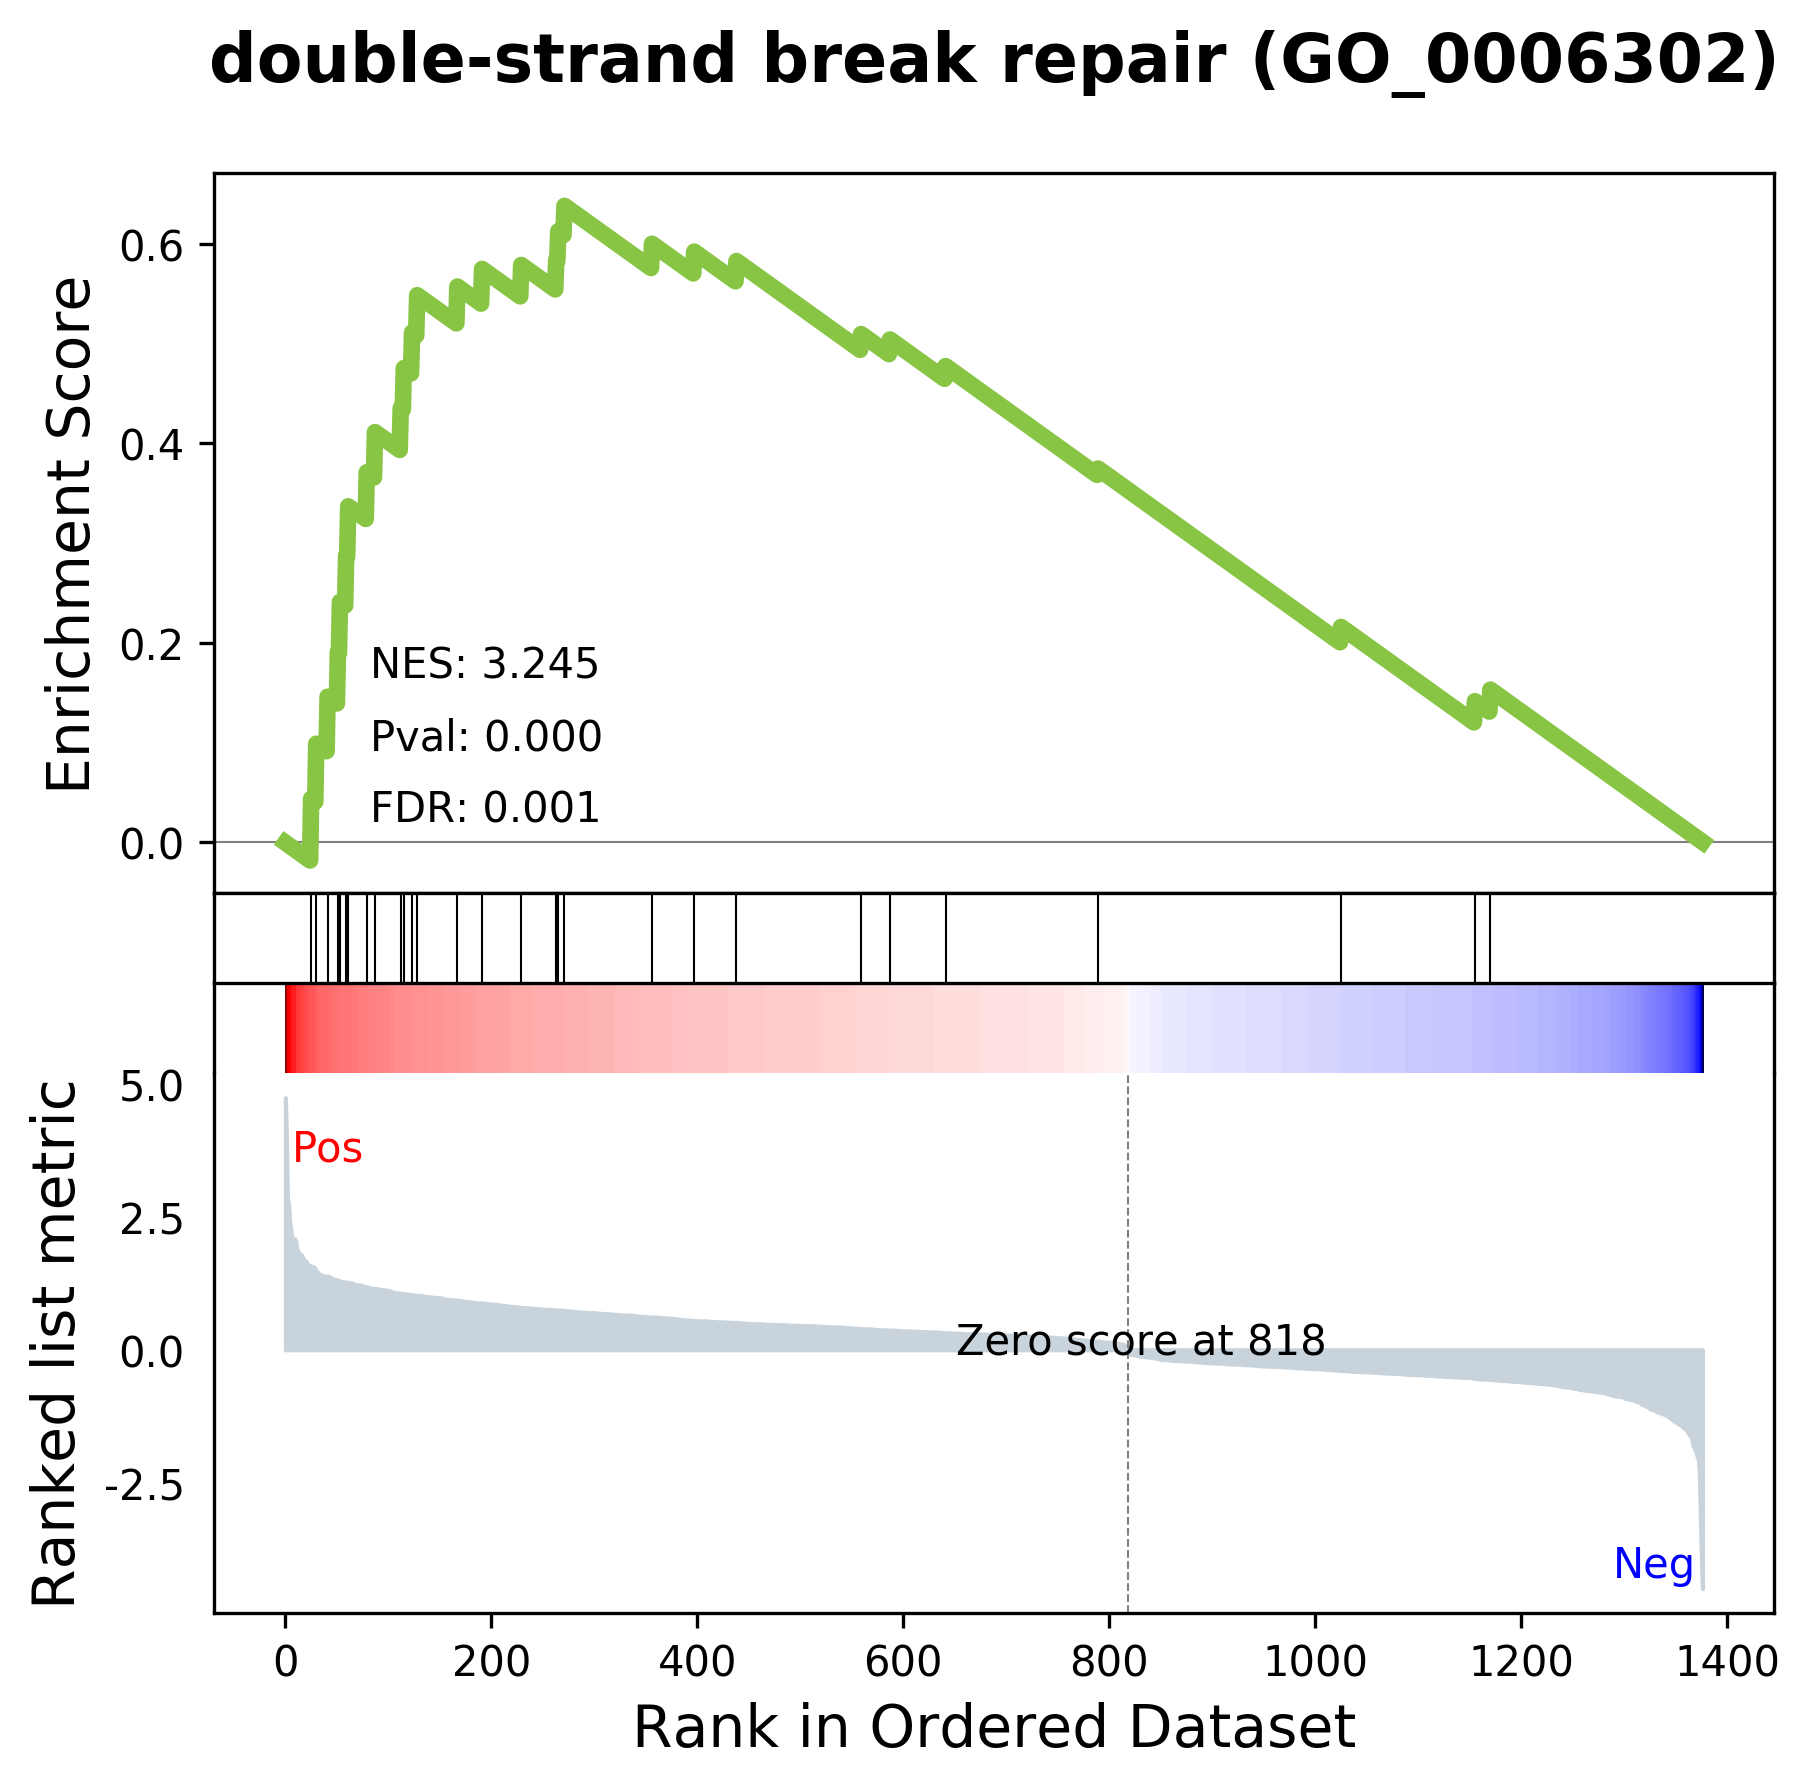 double-strand break repair (GO_0006302)
Enrichment Score
0.6
0.4
0.2
0.0
NES: 3.245
Pval: 0.000
FDR: 0.001
Ranked list metric
5.0
2.5
0.0
-2.5
Pos
Zero score at 818
Neg
0 200 400 600 800 1000 1200 1400
Rank in Ordered Dataset